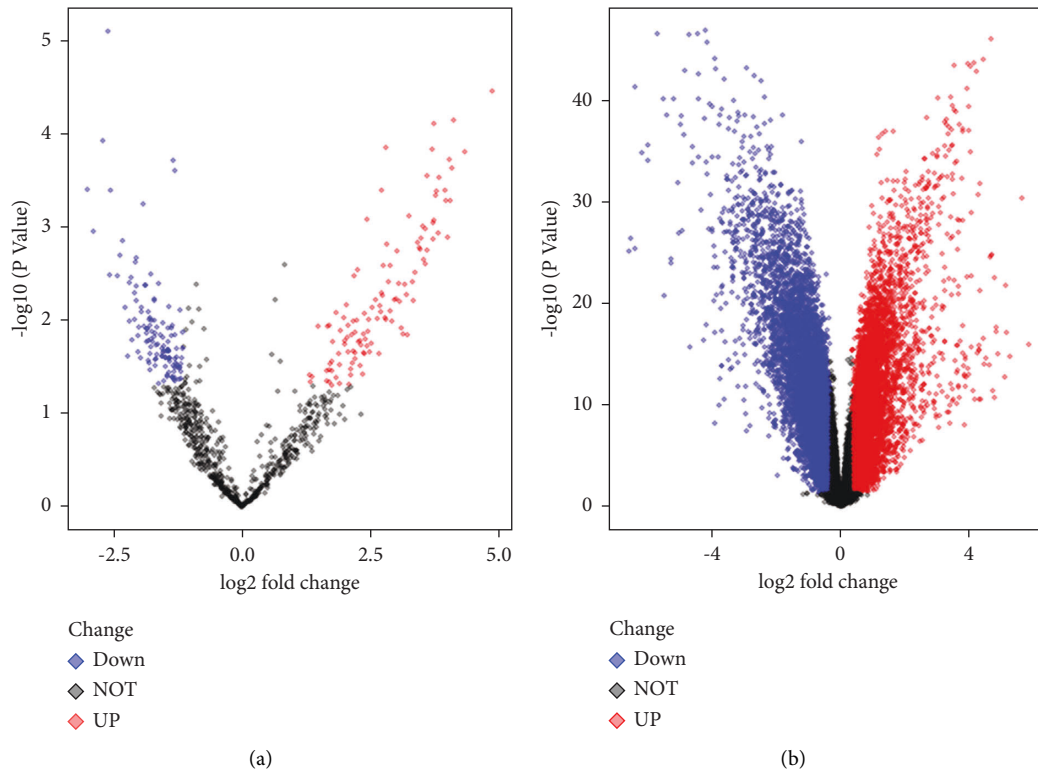 5
4
3
2
1
0
-log10 (P Value)
-2.5 0.0 2.5 5.0
log2 fold change
Change
Down
NOT
UP
(a)
40
30
20
10
0
-log10 (P Value)
-4 0 4
log2 fold change
Change
Down
NOT
UP
(b)